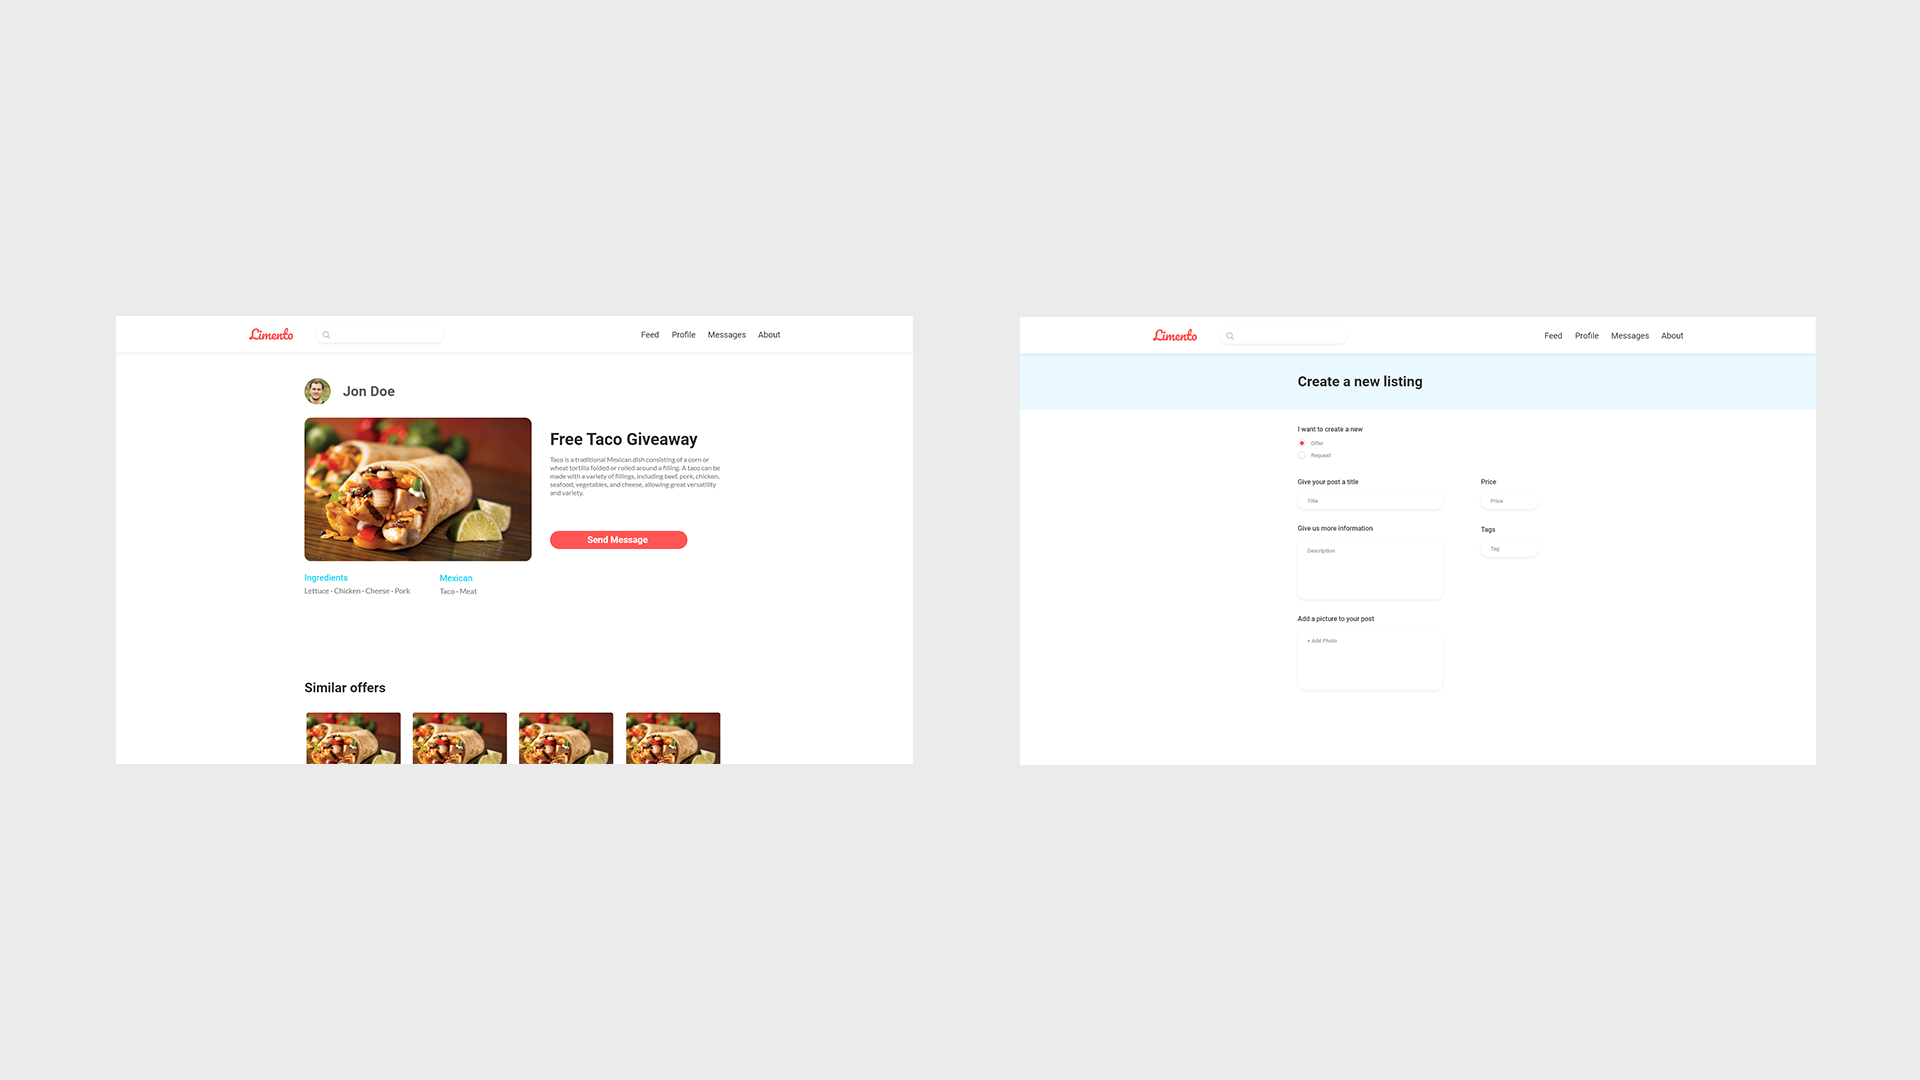 Limento
Feed Profile Messages About
Jon Doe
Free Taco Giveaway
Taco is a traditional Mexican dish consisting of a corn or
wheat tortilla folded or rolled around a filling. A taco can be
made with a variety of fillings, including beef, pork, chicken,
seafood, vegetables, and cheese, allowing great versatility
and variety.
Send Message
Ingredients
Lettuce · Chicken · Cheese · Pork
Mexican
Taco · Meat
Similar offers
Limento
Feed Profile Messages About
Create a new listing
I want to create a new
Offer
Request
Give your post a title
Title
Price
Price
Give us more information
Description
Tags
Tag
Add a picture to your post
+ Add Photo